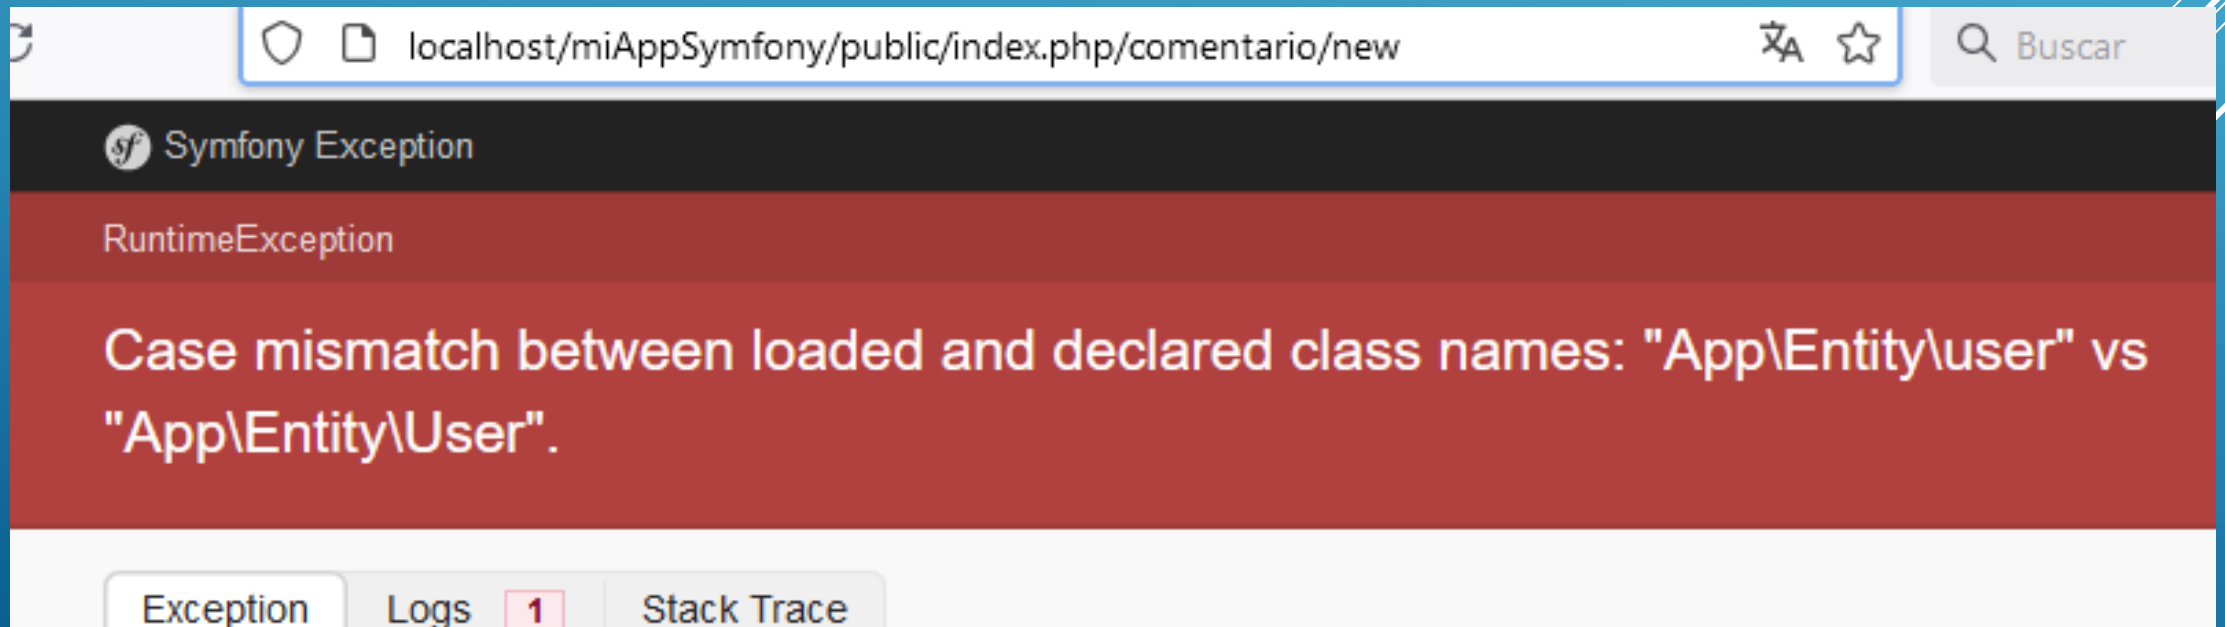 localhost/miAppSymfony/public/index.php/comentario/new
Buscar
sf Symfony Exception
RuntimeException
Case mismatch between loaded and declared class names: "App\Entity\user" vs
"App\Entity\User".
Exception Logs 1 Stack Trace